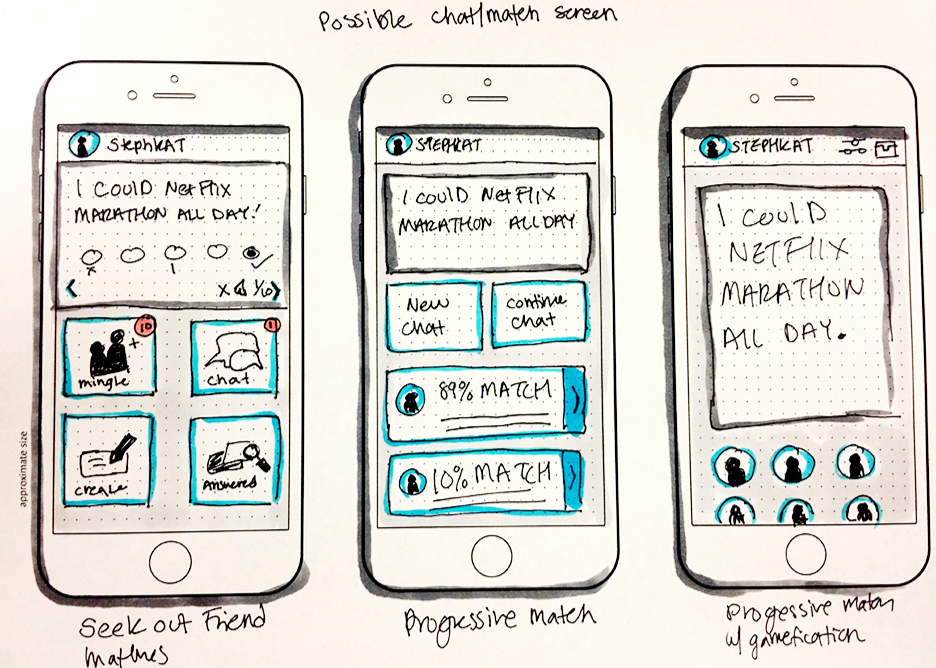 Possible chat/match screen
StephKAT
I COULD NetFlix
MARATHON ALL DAY!
x 1/10
10
mingle
11
chat
create
Answered
approximate size
Seek out Friend
Matches
STEPHKAT
I COULD NETFLIX
MARATHON ALL DAY
New
Chat
continue
chat
89% MATCH
10% MATCH
Progressive match
STEPHKAT
I COULD
NETFLIX
MARATHON
ALL DAY.
Progessive match
w/ gamefication